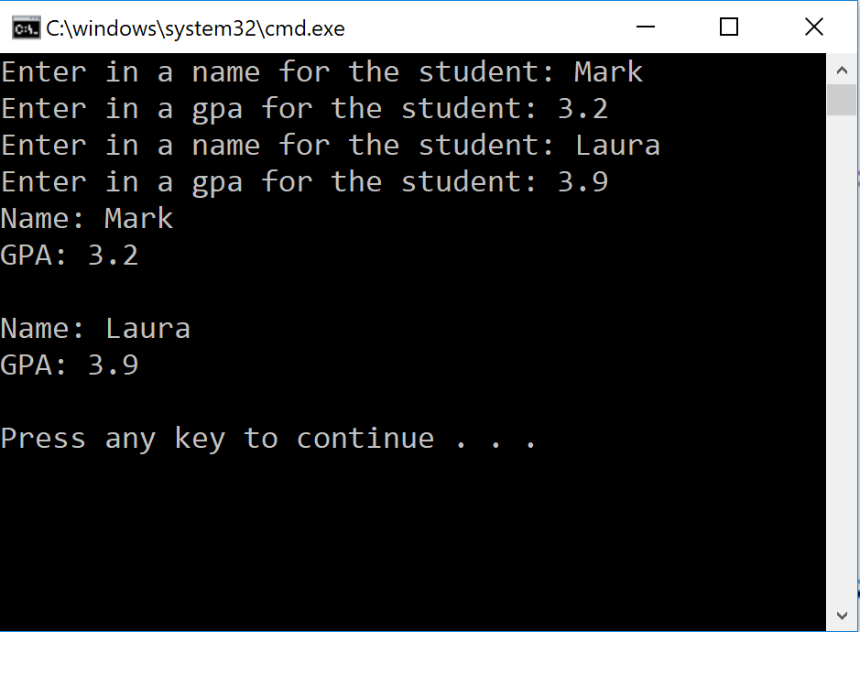 C:\windows\system32\cmd.exe
Enter in a name for the student: Mark
Enter in a gpa for the student: 3.2
Enter in a name for the student: Laura
Enter in a gpa for the student: 3.9
Name: Mark
GPA: 3.2
Name: Laura
GPA: 3.9
Press any key to continue . . .